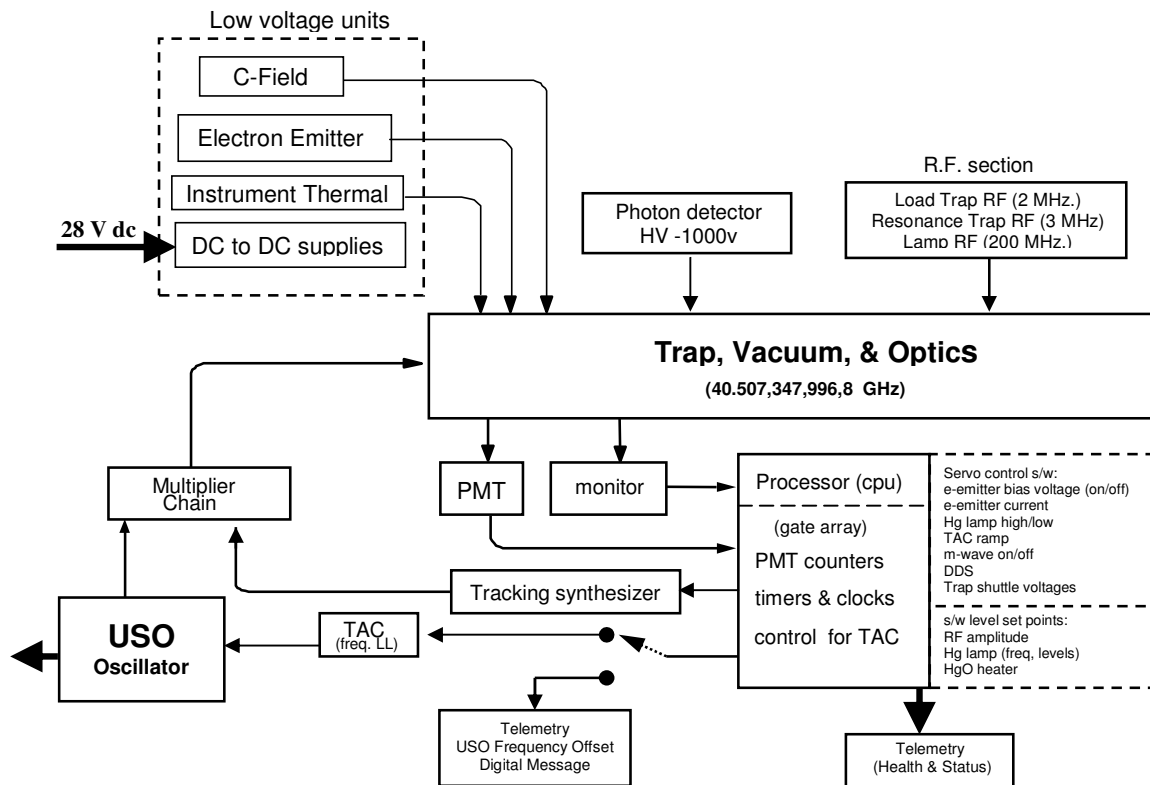 Low voltage units
C-Field
Electron Emitter
Instrument Thermal
28 V dc
DC to DC supplies
Photon detector
HV -1000v
R.F. section
Load Trap RF (2 MHz.)
Resonance Trap RF (3 MHz)
Lamp RF (200 MHz.)
Trap, Vacuum, & Optics
(40.507,347,996,8 GHz)
Multiplier
Chain
PMT
monitor
Processor (cpu)
(gate array)
PMT counters
timers & clocks
control for TAC
Servo control s/w:
e-emitter bias voltage (on/off)
e-emitter current
Hg lamp high/low
TAC ramp
m-wave on/off
DDS
Trap shuttle voltages
s/w level set points:
RF amplitude
Hg lamp (freq, levels)
HgO heater
Tracking synthesizer
USO
Oscillator
TAC
(freq. LL)
Telemetry
USO Frequency Offset
Digital Message
Telemetry
(Health & Status)